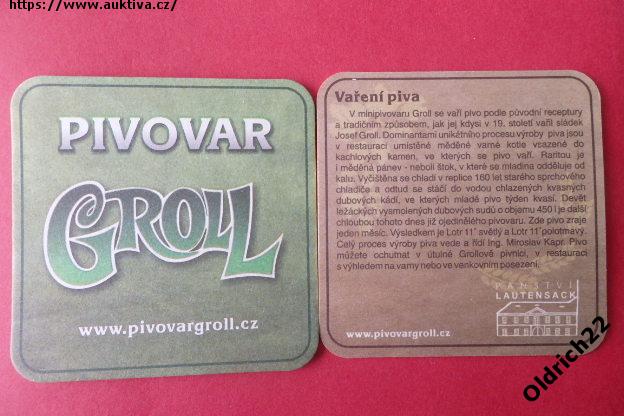 https://www.auktiva.cz/
PIVOVAR
GROLL
www.pivovargroll.cz
Vaření piva
V minipivovaru Groll se vaří pivo podle původní receptury
a tradičním způsobem, jak jej kdysi v 19. století vařil sládek
Josef Groll. Dominantami unikétního procesu výroby piva jsou
v restauraci umístěné měděné varné kotle vsazené do
kachlových kamen, ve kterých se pivo vaří. Raritou je
i měděná pánev - neboli štok, v které se mladina odděluje od
kalu. Vyčištěna se chladí v replice 160 let starého sprchového
chladiče a odtud se stáčí do vodou chlazených kvasných
dubových kádí, ve kterých mladé pivo týden kvasí. Devět
ležáckých vysmolených dubových sudů o objemu 450 l je další
chloubou tohoto dnes již ojedinělého pivovaru. Zde pivo zraje
jeden měsíc. Výsledkem je Lotr 11° světlý a Lotr 11°polotmavý.
Celý proces výroby piva vede a řídí Ing. Miroslav Kapr. Pivo
můžete ochutnat v útulné Grollově pivnici, v restauraci
s výhledem na varny nebo ve venkovním posezení.
PANSTVÍ
LAUTENSACK
www.pivovargroll.cz
Oldrich22